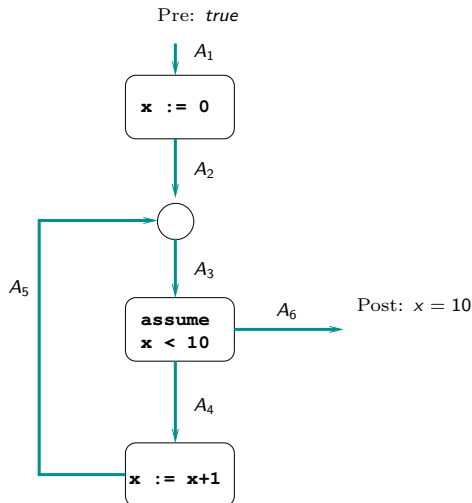 Pre: true
A1
x := 0
A2
A5
A3
assume
x < 10
A6
Post: x = 10
A4
x := x+1